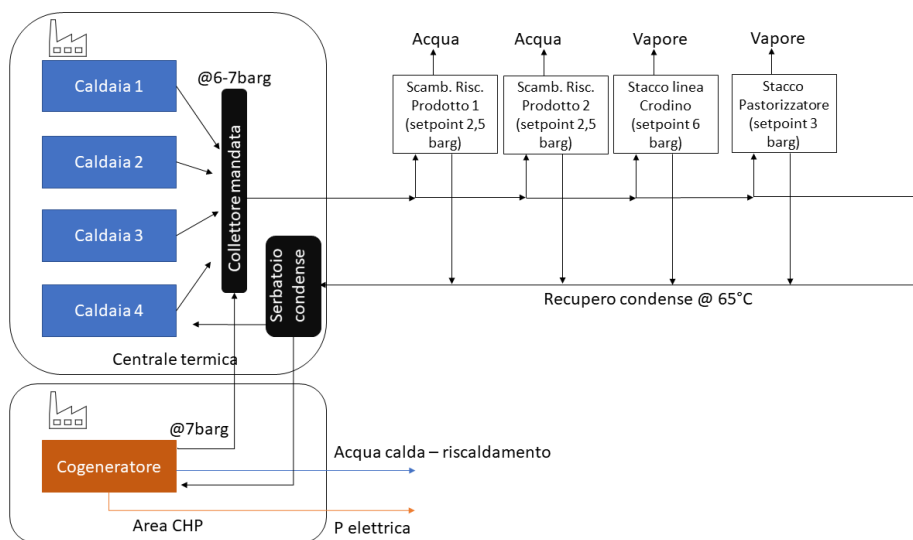 Acqua
Acqua
Vapore
Vapore
Caldaia 1
@6-7barg
Scamb. Risc.
Prodotto 1
(setpoint 2,5
barg)
Scamb. Risc.
Prodotto 2
(setpoint 2,5
barg)
Stacco linea
Crodino
(setpoint 6
barg)
Stacco
Pastorizzatore
(setpoint 3
barg)
Caldaia 2
Collettore mandata
Caldaia 3
Serbatoio
condense
Caldaia 4
Recupero condense @ 65°C
Centrale termica
@7barg
Cogeneratore
Acqua calda – riscaldamento
Area CHP
P elettrica